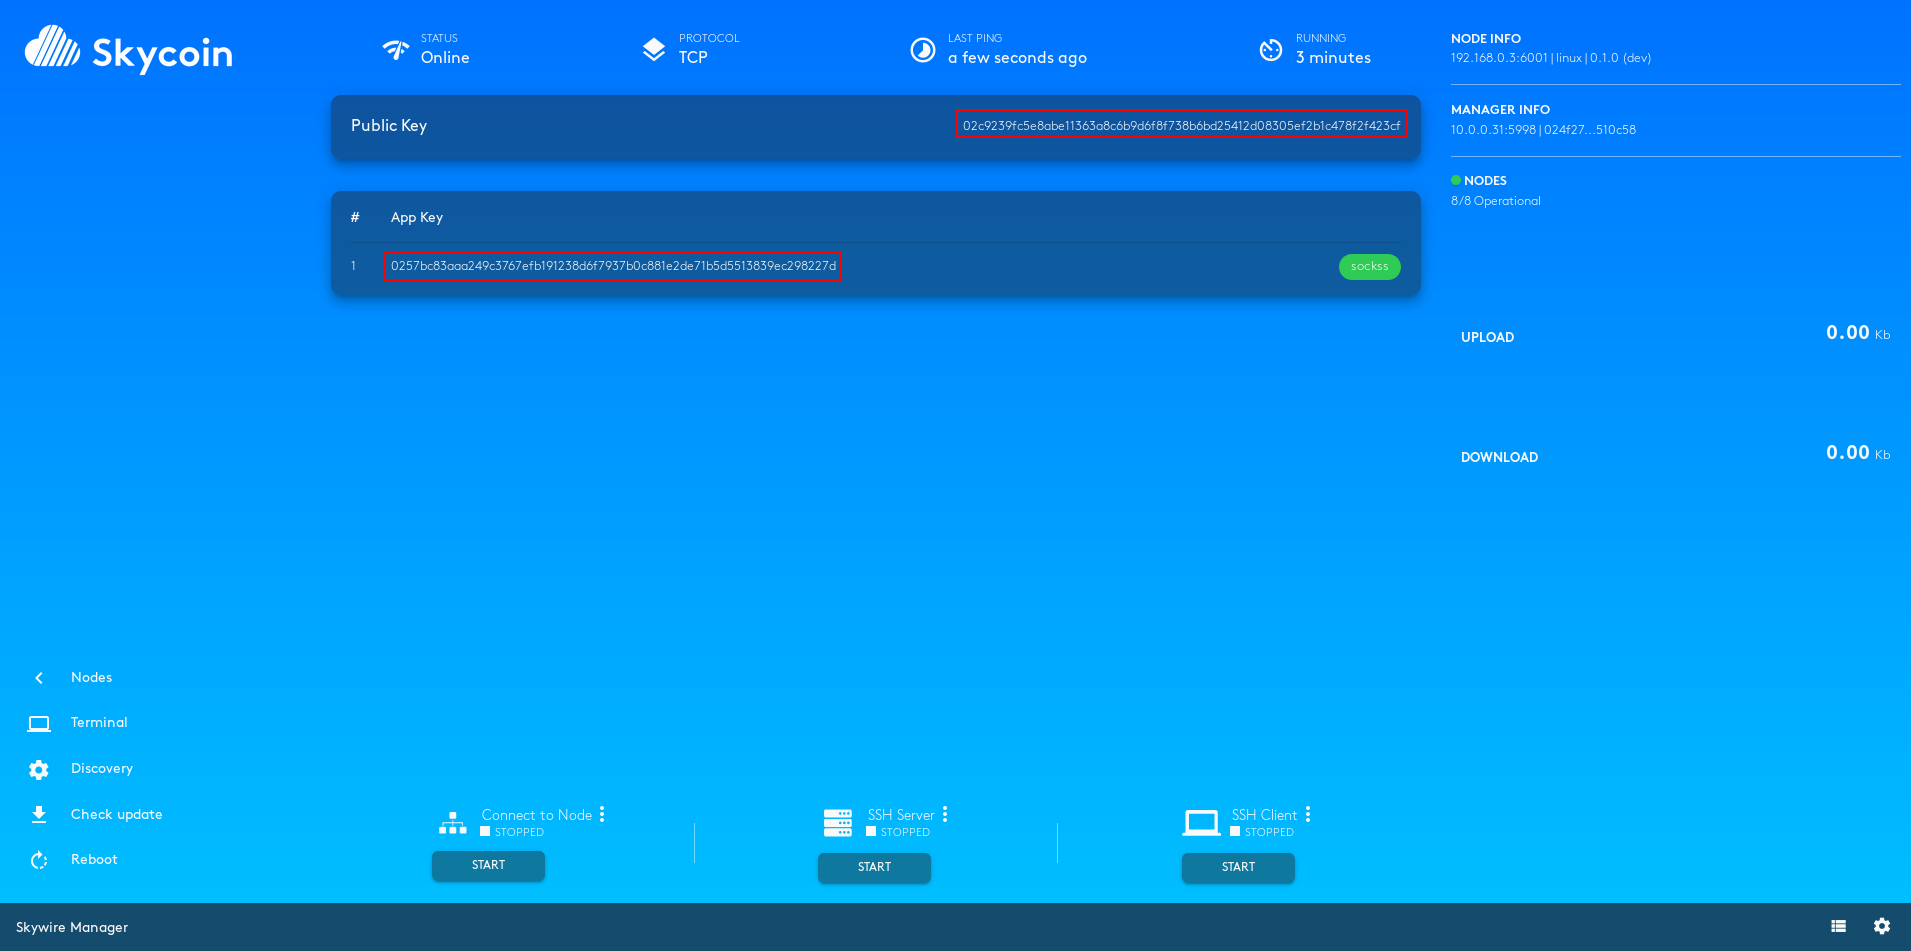 Skycoin
STATUS
Online
PROTOCOL
TCP
LAST PING
a few seconds ago
RUNNING
3 minutes
Public Key
02c9239fc5e8abe11363a8c6b9d6f8f738b6bd25412d08305ef2b1c478f2f423cf
# App Key
1 0257bc83aaa249c3767efb191238d6f7937b0c881e2de71b5d5513839ec298227d sockss
NODE INFO
192.168.0.3:6001 | linux | 0.1.0 (dev)
MANAGER INFO
10.0.0.31:5998 | 024f27...510c58
NODES
8/8 Operational
UPLOAD 0.00 Kb
DOWNLOAD 0.00 Kb
Nodes
Terminal
Discovery
Check update
Reboot
Connect to Node
STOPPED
START
SSH Server
STOPPED
START
SSH Client
STOPPED
START
Skywire Manager